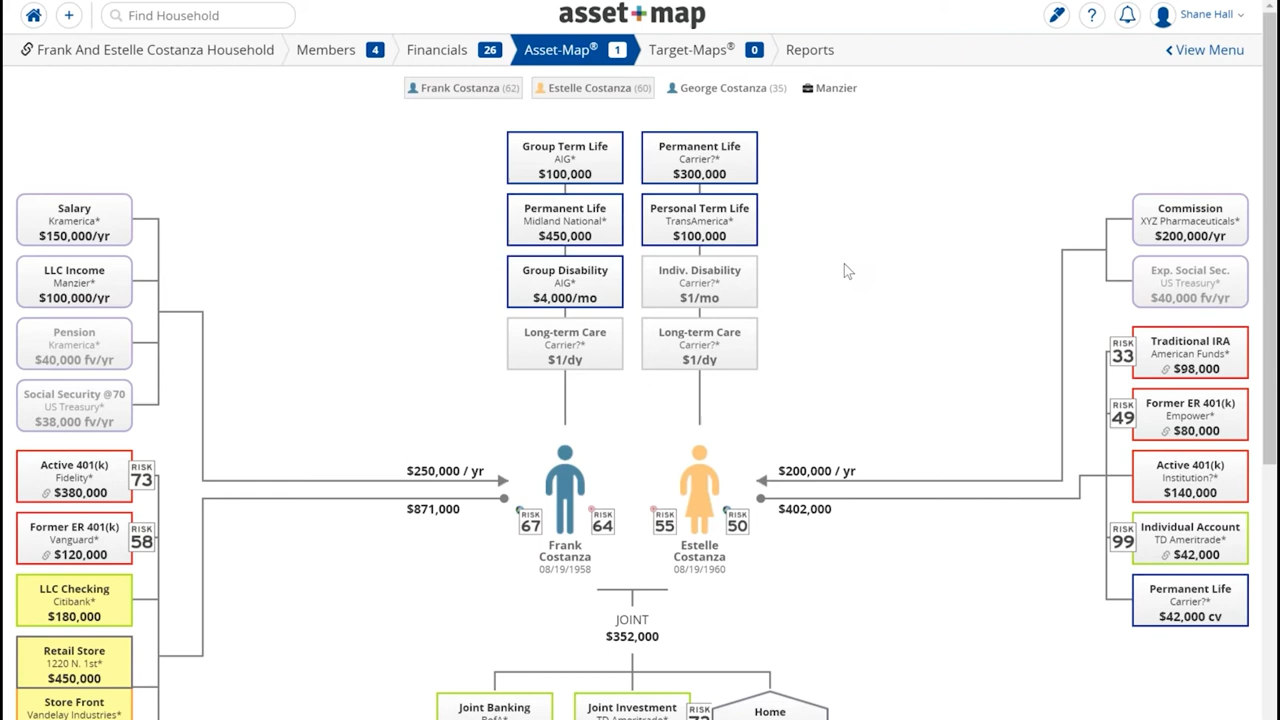 Find Household
asset+map
Shane Hall
Frank And Estelle Costanza Household
Members 4
Financials 26
Asset-Map® 1
Target-Maps® 0
Reports
View Menu
Frank Costanza (62)
Estelle Costanza (60)
George Costanza (35)
Manzier
Group Term Life
AIG*
$100,000
Permanent Life
Carrier?*
$300,000
Permanent Life
Midland National*
$450,000
Personal Term Life
TransAmerica*
$100,000
Group Disability
AIG*
$4,000/mo
Indiv. Disability
Carrier?*
$1/mo
Long-term Care
Carrier?*
$1/dy
Long-term Care
Carrier?*
$1/dy
Salary
Kramerica*
$150,000/yr
LLC Income
Manzier*
$100,000/yr
Pension
Kramerica*
$40,000 fv/yr
Social Security @70
US Treasury*
$38,000 fv/yr
Active 401(k)
Fidelity*
$380,000
RISK
73
Former ER 401(k)
Vanguard*
$120,000
RISK
58
LLC Checking
Citibank*
$180,000
Retail Store
1220 N. 1st*
$450,000
Store Front
Vandelay Industries*
$250,000 / yr
$871,000
RISK
67
RISK
64
Frank
Costanza
08/19/1958
RISK
55
RISK
50
Estelle
Costanza
08/19/1960
$200,000 / yr
$402,000
Commission
XYZ Pharmaceuticals*
$200,000/yr
Exp. Social Sec.
US Treasury*
$40,000 fv/yr
RISK
33
Traditional IRA
American Funds*
$98,000
RISK
49
Former ER 401(k)
Empower*
$80,000
Active 401(k)
Institution?*
$140,000
RISK
99
Individual Account
TD Ameritrade*
$42,000
Permanent Life
Carrier?*
$42,000 cv
JOINT
$352,000
Joint Banking
BofA*
Joint Investment
TD Ameritrade*
RISK
Home